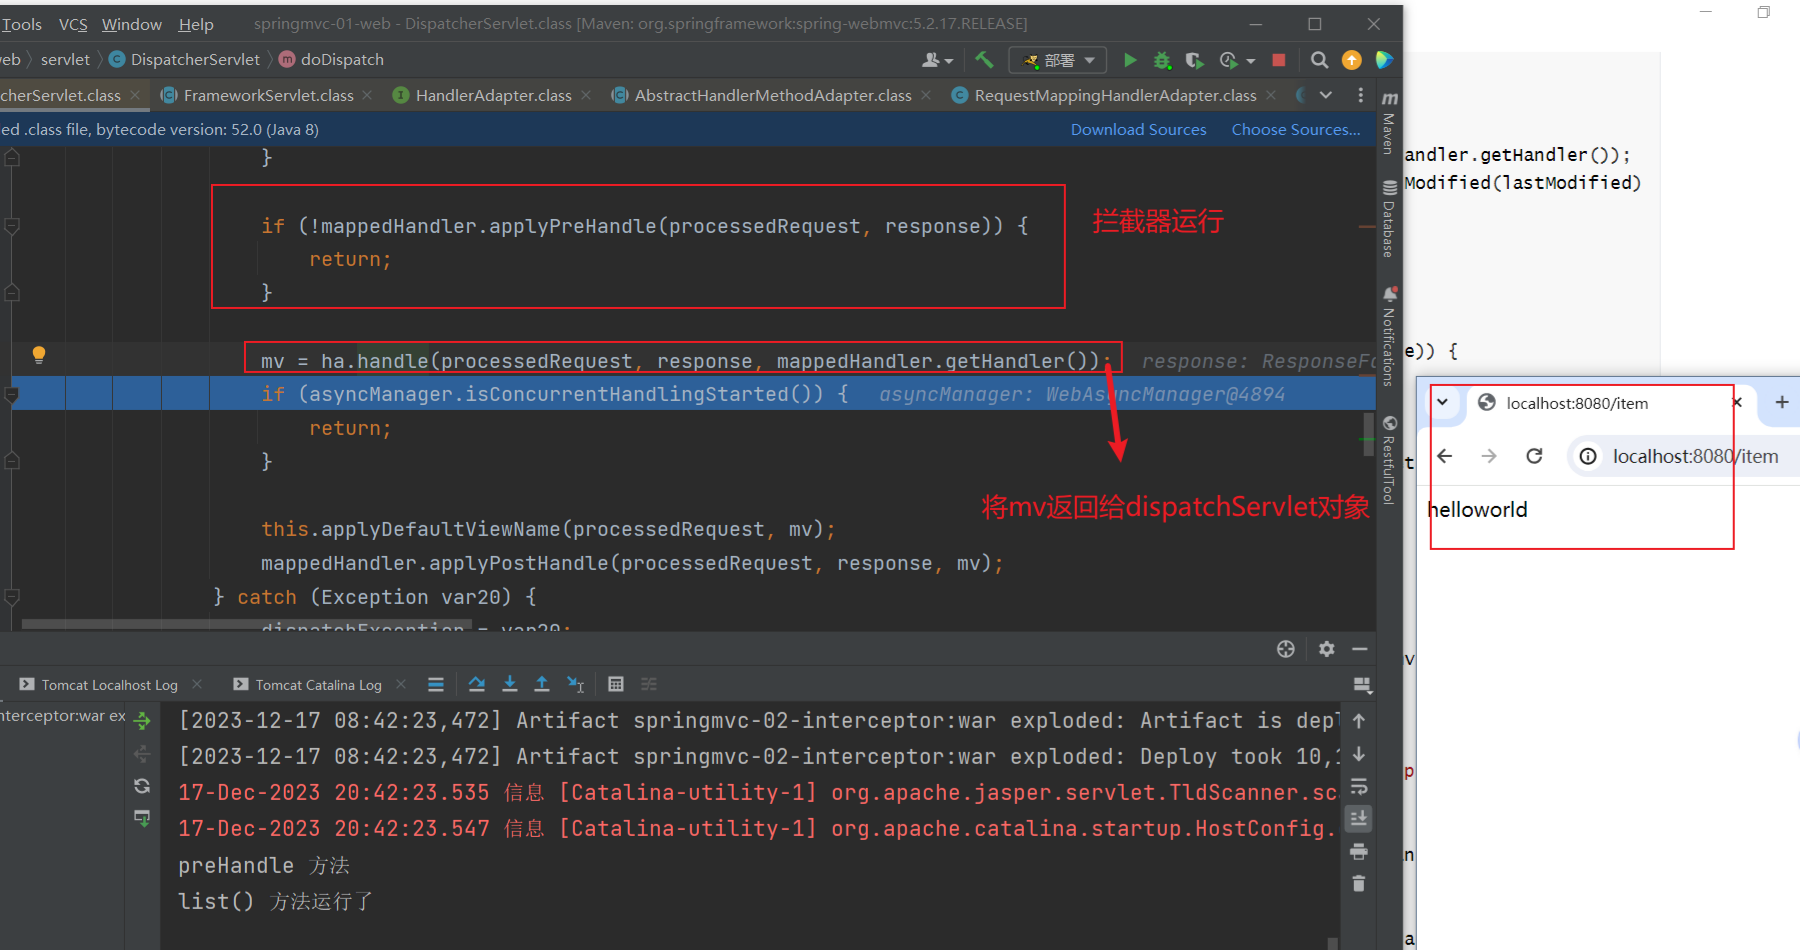 Tools VCS Window Help springmvc-01-web - DispatcherServlet.class [Maven: org.springframework:spring-webmvc:5.2.17.RELEASE]
eb servlet DispatcherServlet doDispatch 部署
cherServlet.class FrameworkServlet.class HandlerAdapter.class AbstractHandlerMethodAdapter.class RequestMappingHandlerAdapter.class
ed .class file, bytecode version: 52.0 (Java 8) Download Sources Choose Sources...
}
if (!mappedHandler.applyPreHandle(processedRequest, response)) {
return;
}
拦截器运行
mv = ha.handle(processedRequest, response, mappedHandler.getHandler()); response: ResponseFa
if (asyncManager.isConcurrentHandlingStarted()) { asyncManager: WebAsyncManager@4894
return;
}
将mv返回给dispatchServlet对象
this.applyDefaultViewName(processedRequest, mv);
mappedHandler.applyPostHandle(processedRequest, response, mv);
} catch (Exception var20) {
dispatchException = var20;
Maven
Database
Notifications
RestfulTool
Tomcat Localhost Log Tomcat Catalina Log
nterceptor:war ex
[2023-12-17 08:42:23,472] Artifact springmvc-02-interceptor:war exploded: Artifact is depl
[2023-12-17 08:42:23,472] Artifact springmvc-02-interceptor:war exploded: Deploy took 10,1
17-Dec-2023 20:42:23.535 信息 [Catalina-utility-1] org.apache.jasper.servlet.TldScanner.sca
17-Dec-2023 20:42:23.547 信息 [Catalina-utility-1] org.apache.catalina.startup.HostConfig.
preHandle 方法
list() 方法运行了
andler.getHandler());
Modified(lastModified)
e)) {
t
v
p
an
a
localhost:8080/item
localhost:8080/item
helloworld